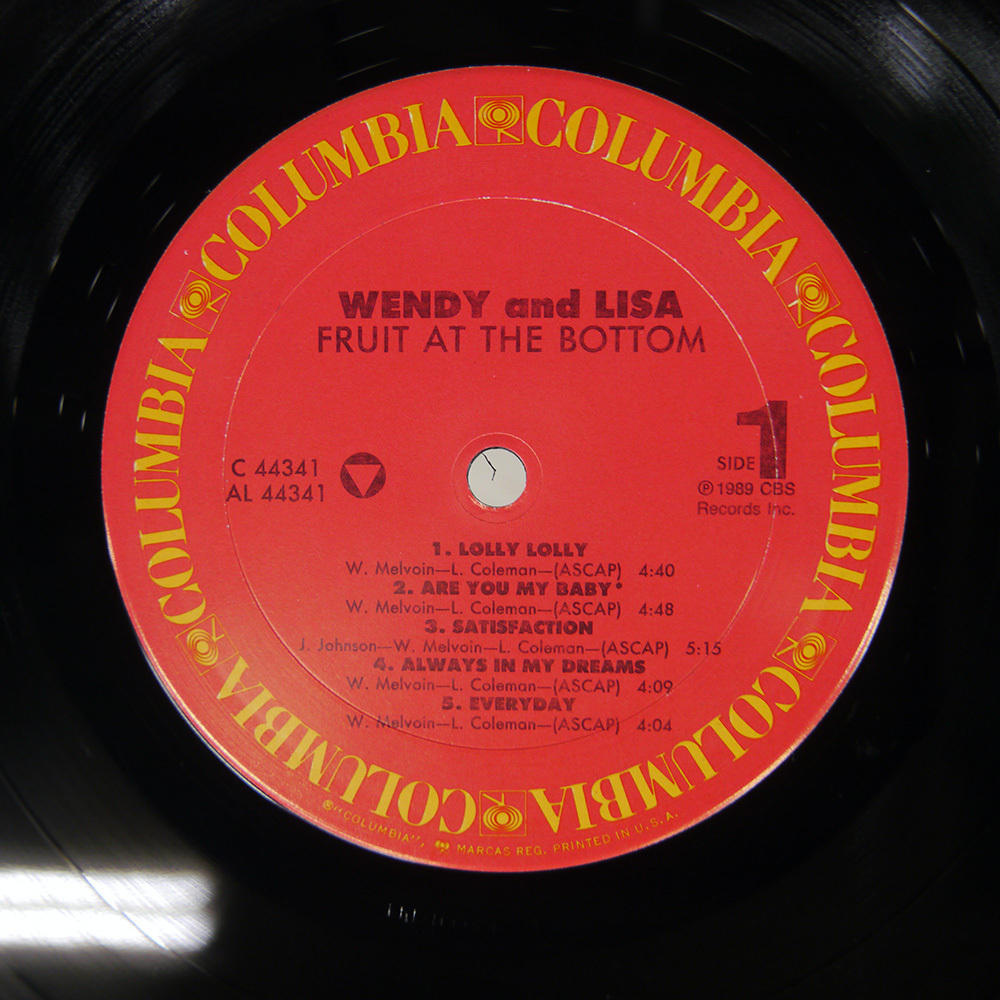 COLUMBIA COLUMBIA COLUMBIA COLUMBIA COLUMBIA COLUMBIA
WENDY and LISA
FRUIT AT THE BOTTOM
C 44341
AL 44341
SIDE 1
℗ 1989 CBS
Records Inc.
1. LOLLY LOLLY
W. Melvoin—L. Coleman—(ASCAP) 4:40
2. ARE YOU MY BABY*
W. Melvoin—L. Coleman—(ASCAP) 4:48
3. SATISFACTION
J. Johnson—W. Melvoin—L. Coleman—(ASCAP) 5:15
4. ALWAYS IN MY DREAMS
W. Melvoin—L. Coleman—(ASCAP) 4:09
5. EVERYDAY
W. Melvoin—L. Coleman—(ASCAP) 4:04
®"COLUMBIA", MARCAS REG. PRINTED IN U.S.A.